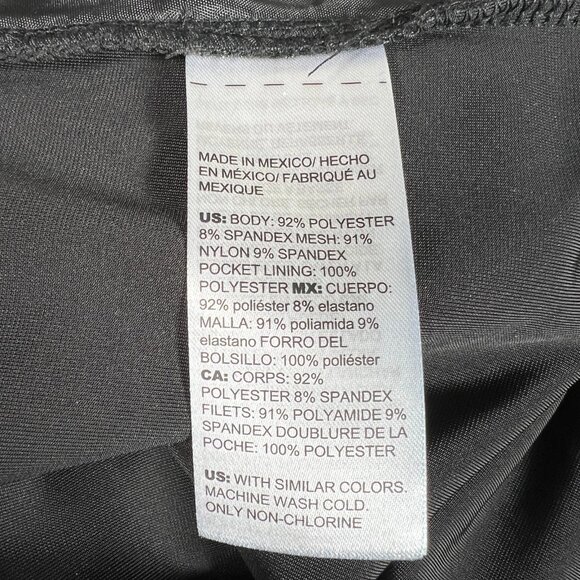 MADE IN MEXICO/ HECHO
EN MÉXICO/ FABRIQUÉ AU
MEXIQUE
US: BODY: 92% POLYESTER
8% SPANDEX MESH: 91%
NYLON 9% SPANDEX
POCKET LINING: 100%
POLYESTER MX: CUERPO:
92% poliéster 8% elastano
MALLA: 91% poliamida 9%
elastano FORRO DEL
BOLSILLO: 100% poliéster
CA: CORPS: 92%
POLYESTER 8% SPANDEX
FILETS: 91% POLYAMIDE 9%
SPANDEX DOUBLURE DE LA
POCHE: 100% POLYESTER
US: WITH SIMILAR COLORS.
MACHINE WASH COLD.
ONLY NON-CHLORINE